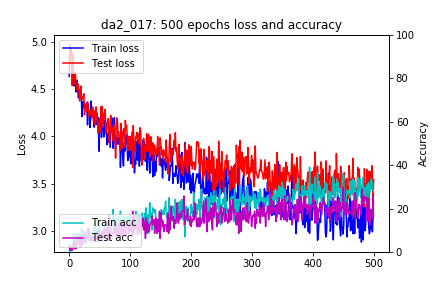 da2_017: 500 epochs loss and accuracy
Train loss
Test loss
Train acc
Test acc
Loss
Accuracy
5.0
4.5
4.0
3.5
3.0
100
80
60
40
20
0
0
100
200
300
400
500